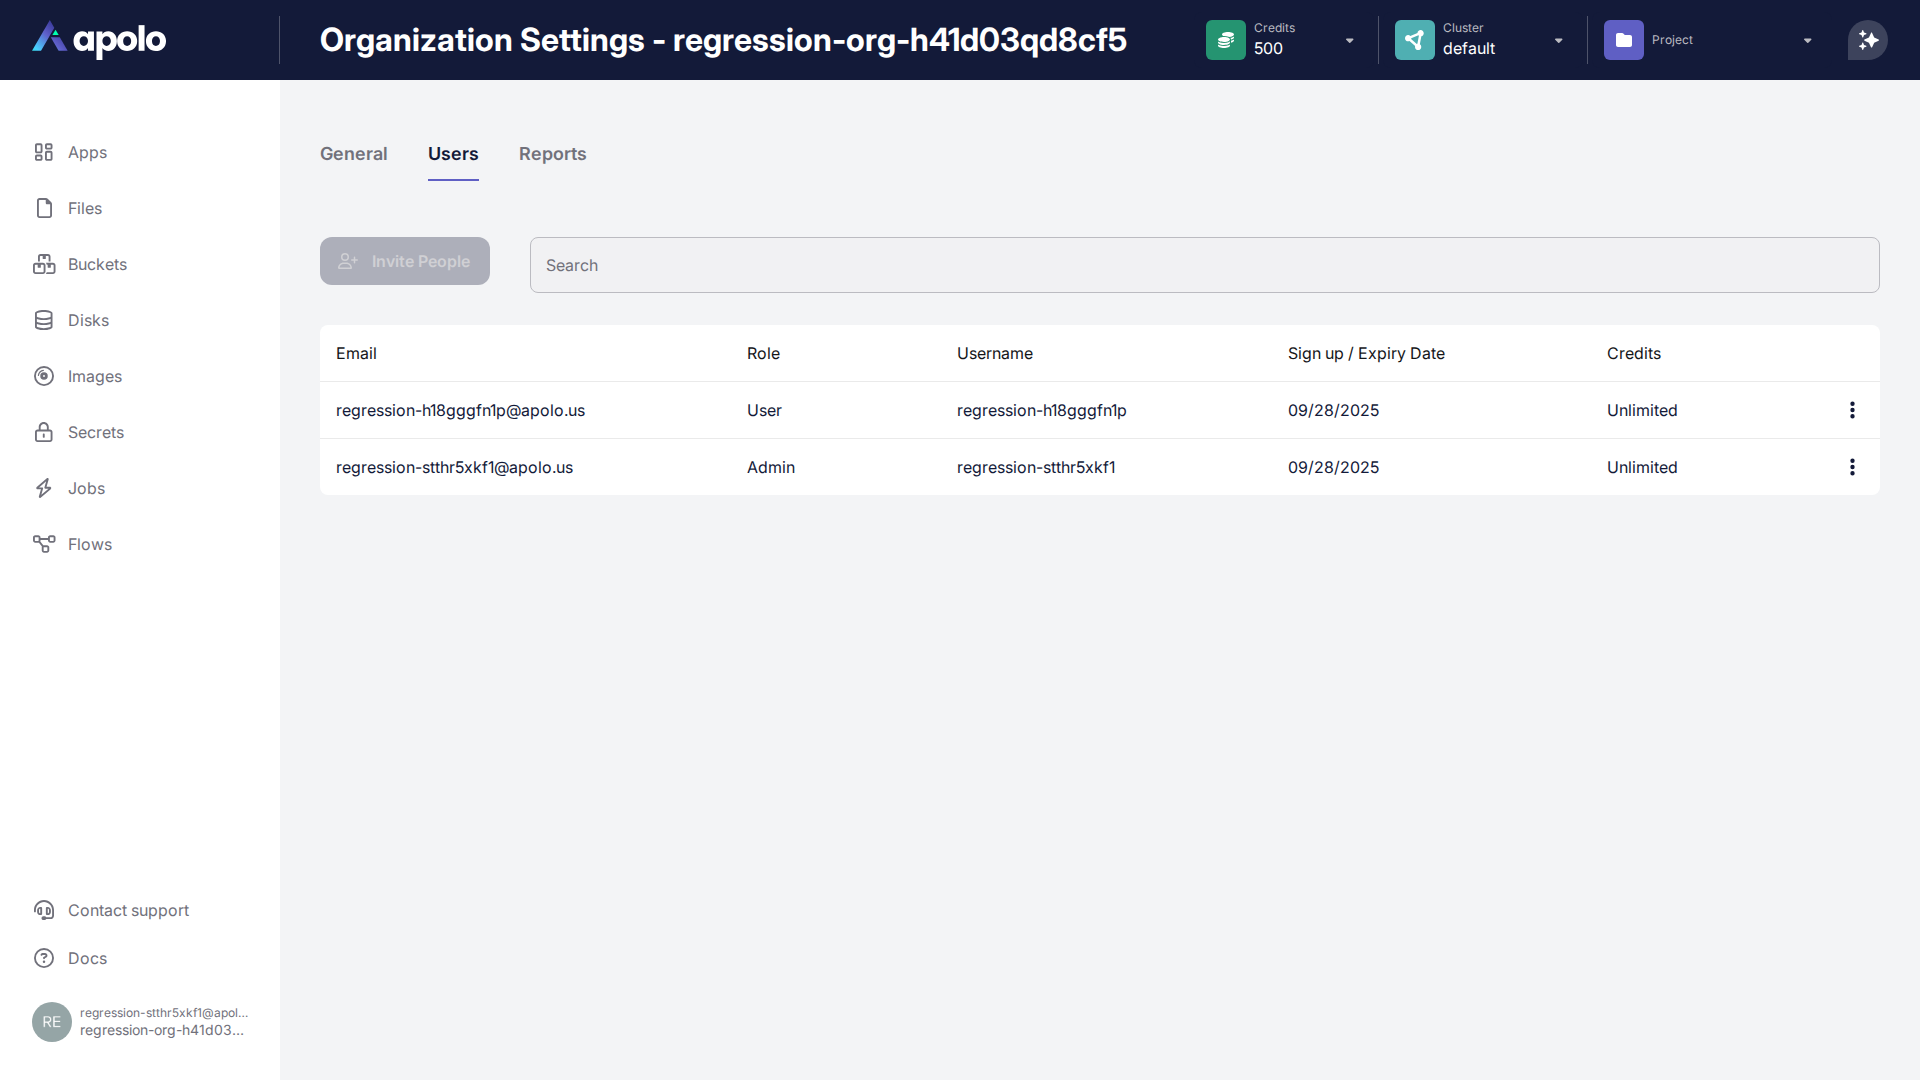 apolo
Organization Settings - regression-org-h41d03qd8cf5
Credits
500
Cluster
default
Project
Apps
Files
Buckets
Disks
Images
Secrets
Jobs
Flows
Contact support
Docs
RE
regression-stthr5xkf1@apol...
regression-org-h41d03...
General Users Reports
Invite People
Search
Email Role Username Sign up / Expiry Date Credits
regression-h18gggfn1p@apolo.us User regression-h18gggfn1p 09/28/2025 Unlimited
regression-stthr5xkf1@apolo.us Admin regression-stthr5xkf1 09/28/2025 Unlimited